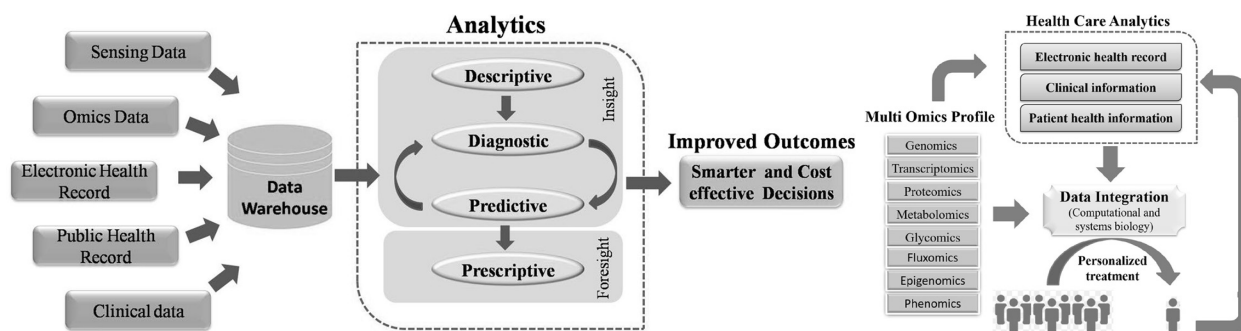 Sensing Data
Omics Data
Electronic Health
Record
Public Health
Record
Clinical data
Data
Warehouse
Analytics
Descriptive
Diagnostic
Predictive
Prescriptive
Insight
Foresight
Improved Outcomes
Smarter and Cost
effective Decisions
Multi Omics Profile
Genomics
Transcriptomics
Proteomics
Metabolomics
Glycomics
Fluxomics
Epigenomics
Phenomics
Health Care Analytics
Electronic health record
Clinical information
Patient health information
Data Integration
(Computational and
systems biology)
Personalized
treatment